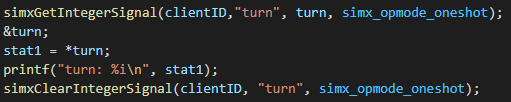 simxGetIntegerSignal(clientID,"turn", turn, simx_opmode_oneshot);
&turn;
stat1 = *turn;
printf("turn: %i\n", stat1);
simxClearIntegerSignal(clientID, "turn", simx_opmode_oneshot);